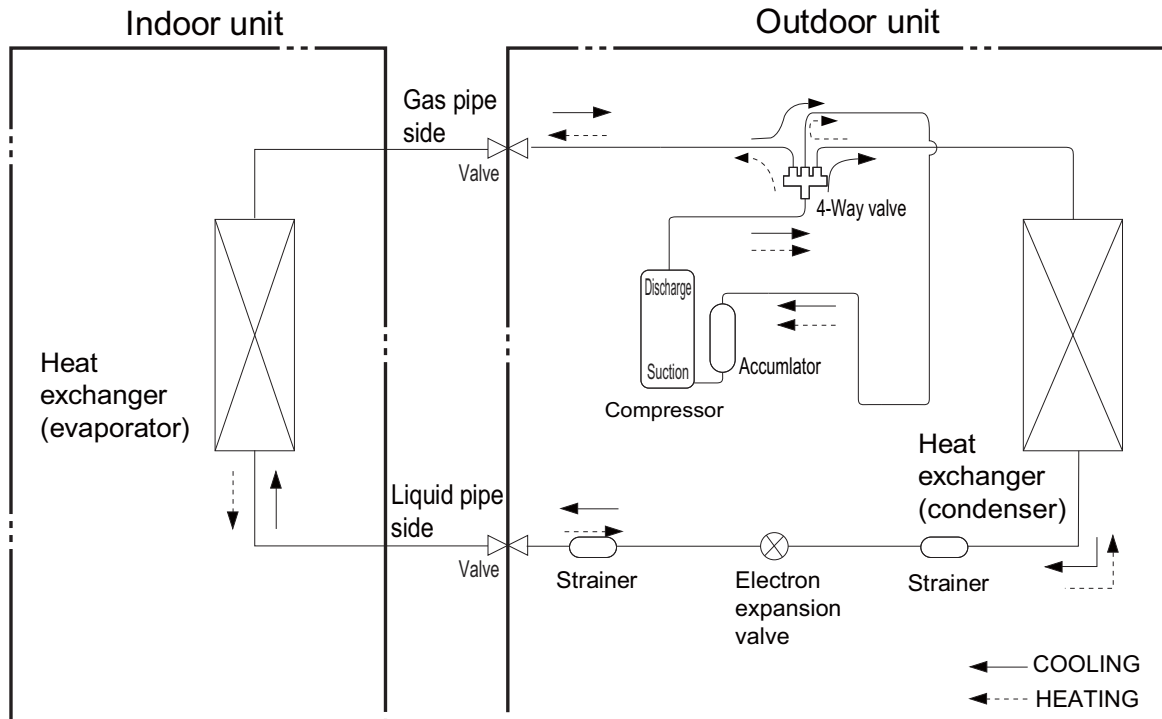 Indoor unit
Outdoor unit
Gas pipe
side
Valve
4-Way valve
Discharge
Suction
Accumlator
Compressor
Heat
exchanger
(evaporator)
Heat
exchanger
(condenser)
Liquid pipe
side
Valve
Strainer
Electron
expansion
valve
Strainer
COOLING
HEATING